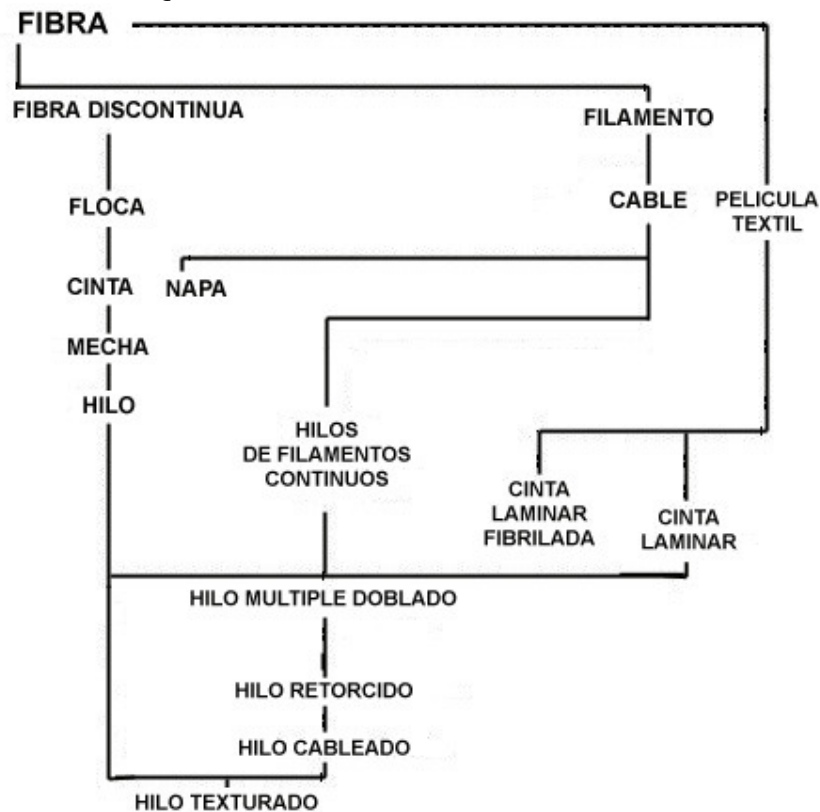 FIBRA
FIBRA DISCONTINUA
FILAMENTO
FLOCA
CABLE
PELICULA
TEXTIL
CINTA
NAPA
MECHA
HILO
HILOS
DE FILAMENTOS
CONTINUOS
CINTA
LAMINAR
FIBRILADA
CINTA
LAMINAR
HILO MULTIPLE DOBLADO
HILO RETORCIDO
HILO CABLEADO
HILO TEXTURADO